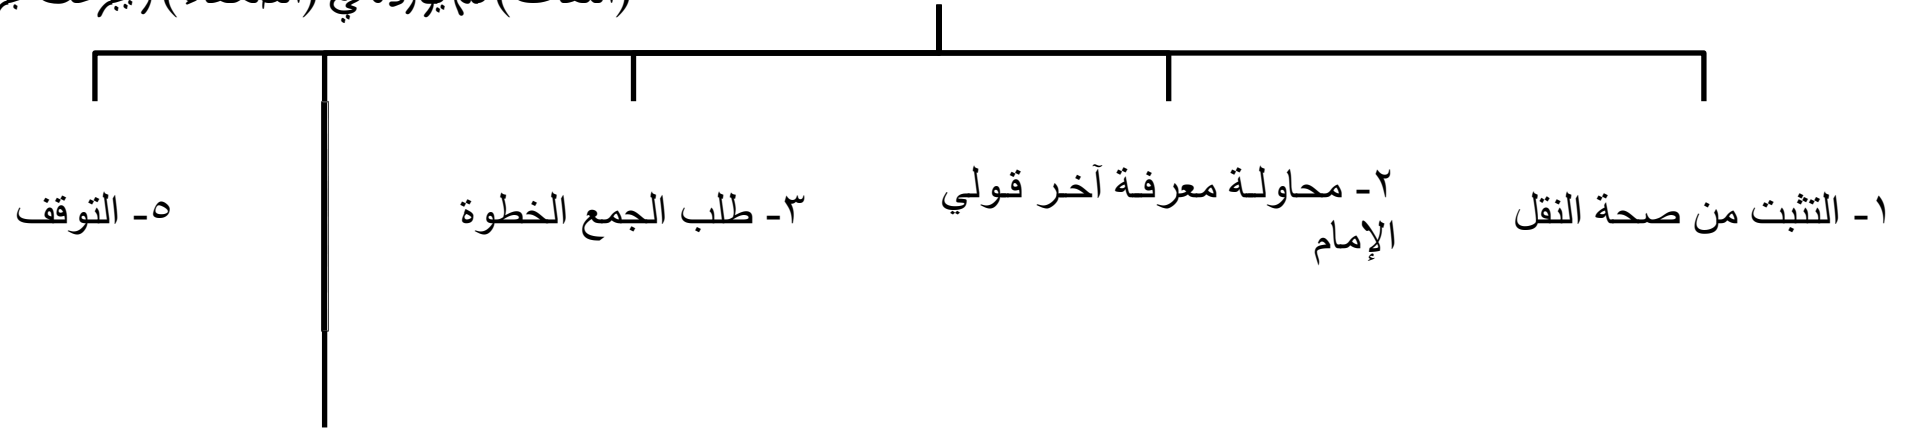 ١- التثبت من صحة النقل
٢- محاولة معرفة آخر قولي
الإمام
٣- طلب الجمع الخطوة
٥- التوقف